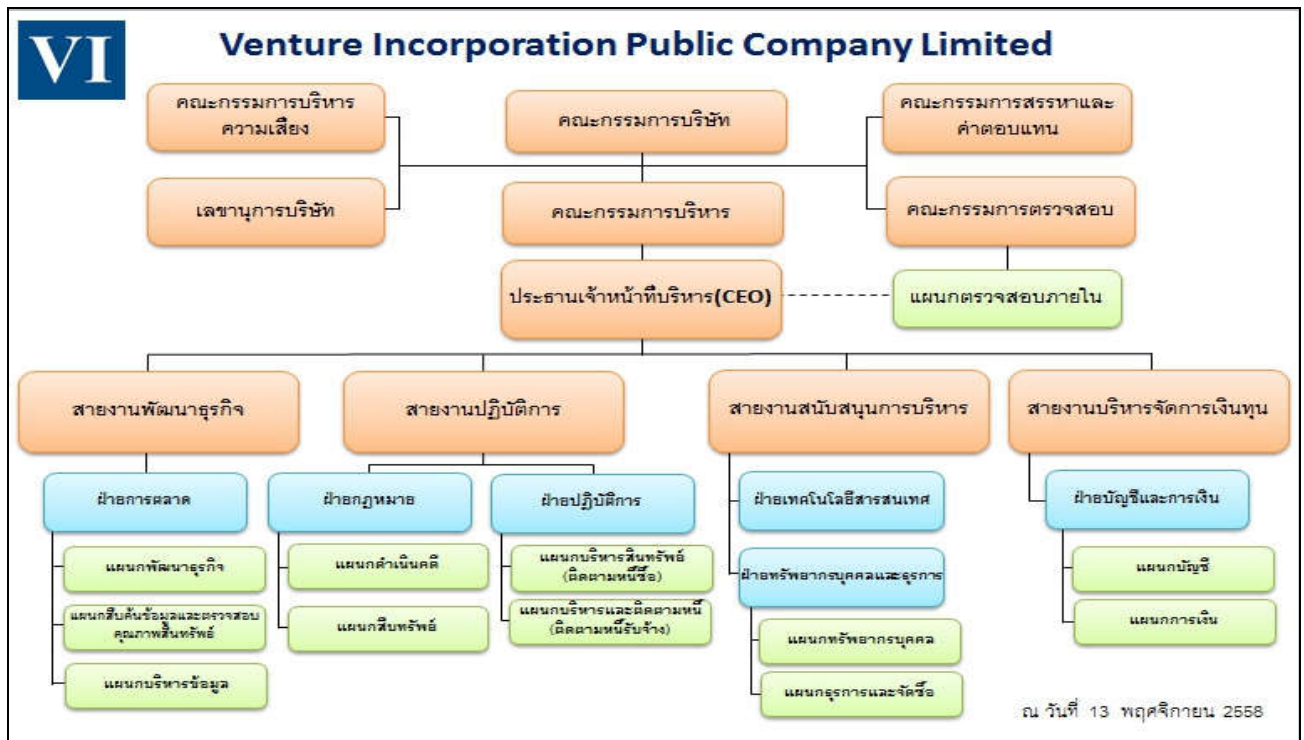 VI
Venture Incorporation Public Company Limited
คณะกรรมการบริหาร
ความเสี่ยง
คณะกรรมการบริษัท
คณะกรรมการสรรหาและ
ค่าตอบแทน
เลขานุการบริษัท
คณะกรรมการบริหาร
คณะกรรมการตรวจสอบ
ประธานเจ้าหน้าที่บริหาร(CEO)
แผนกตรวจสอบภายใน
สายงานพัฒนาธุรกิจ
สายงานปฏิบัติการ
สายงานสนับสนุนการบริหาร
สายงานบริหารจัดการเงินทุน
ฝ่ายการตลาด
ฝ่ายกฎหมาย
ฝ่ายปฏิบัติการ
ฝ่ายเทคโนโลยีสารสนเทศ
ฝ่ายบัญชีและการเงิน
แผนกพัฒนาธุรกิจ
แผนกดำเนินคดี
แผนกบริหารสินทรัพย์
(ติดตามหนี้ซื้อ)
ฝ่ายทรัพยากรบุคคลและธุรการ
แผนกบัญชี
แผนกสืบค้นข้อมูลและตรวจสอบ
คุณภาพสินทรัพย์
แผนกสืบทรัพย์
แผนกบริหารและติดตามหนี้
(ติดตามหนี้รับจ้าง)
แผนกทรัพยากรบุคคล
แผนกการเงิน
แผนกบริหารข้อมูล
แผนกธุรการและจัดซื้อ
ณ วันที่ 13 พฤศจิกายน 2558